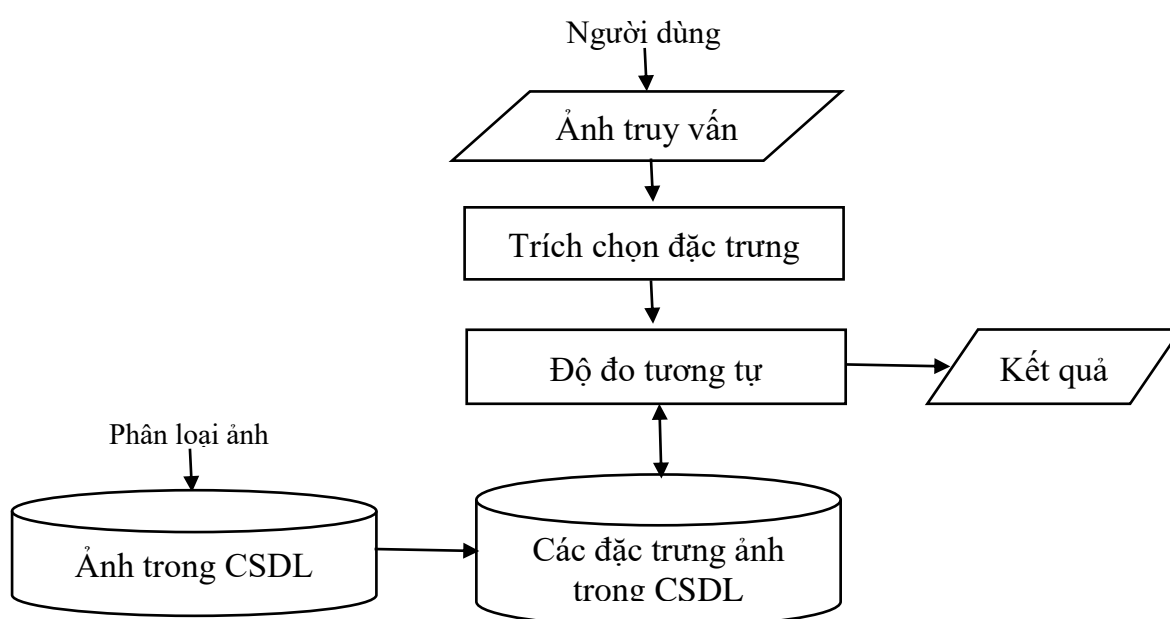 Người dùng
Ảnh truy vấn
Trích chọn đặc trưng
Độ đo tương tự
Kết quả
Phân loại ảnh
Ảnh trong CSDL
Các đặc trưng ảnh
trong CSDL